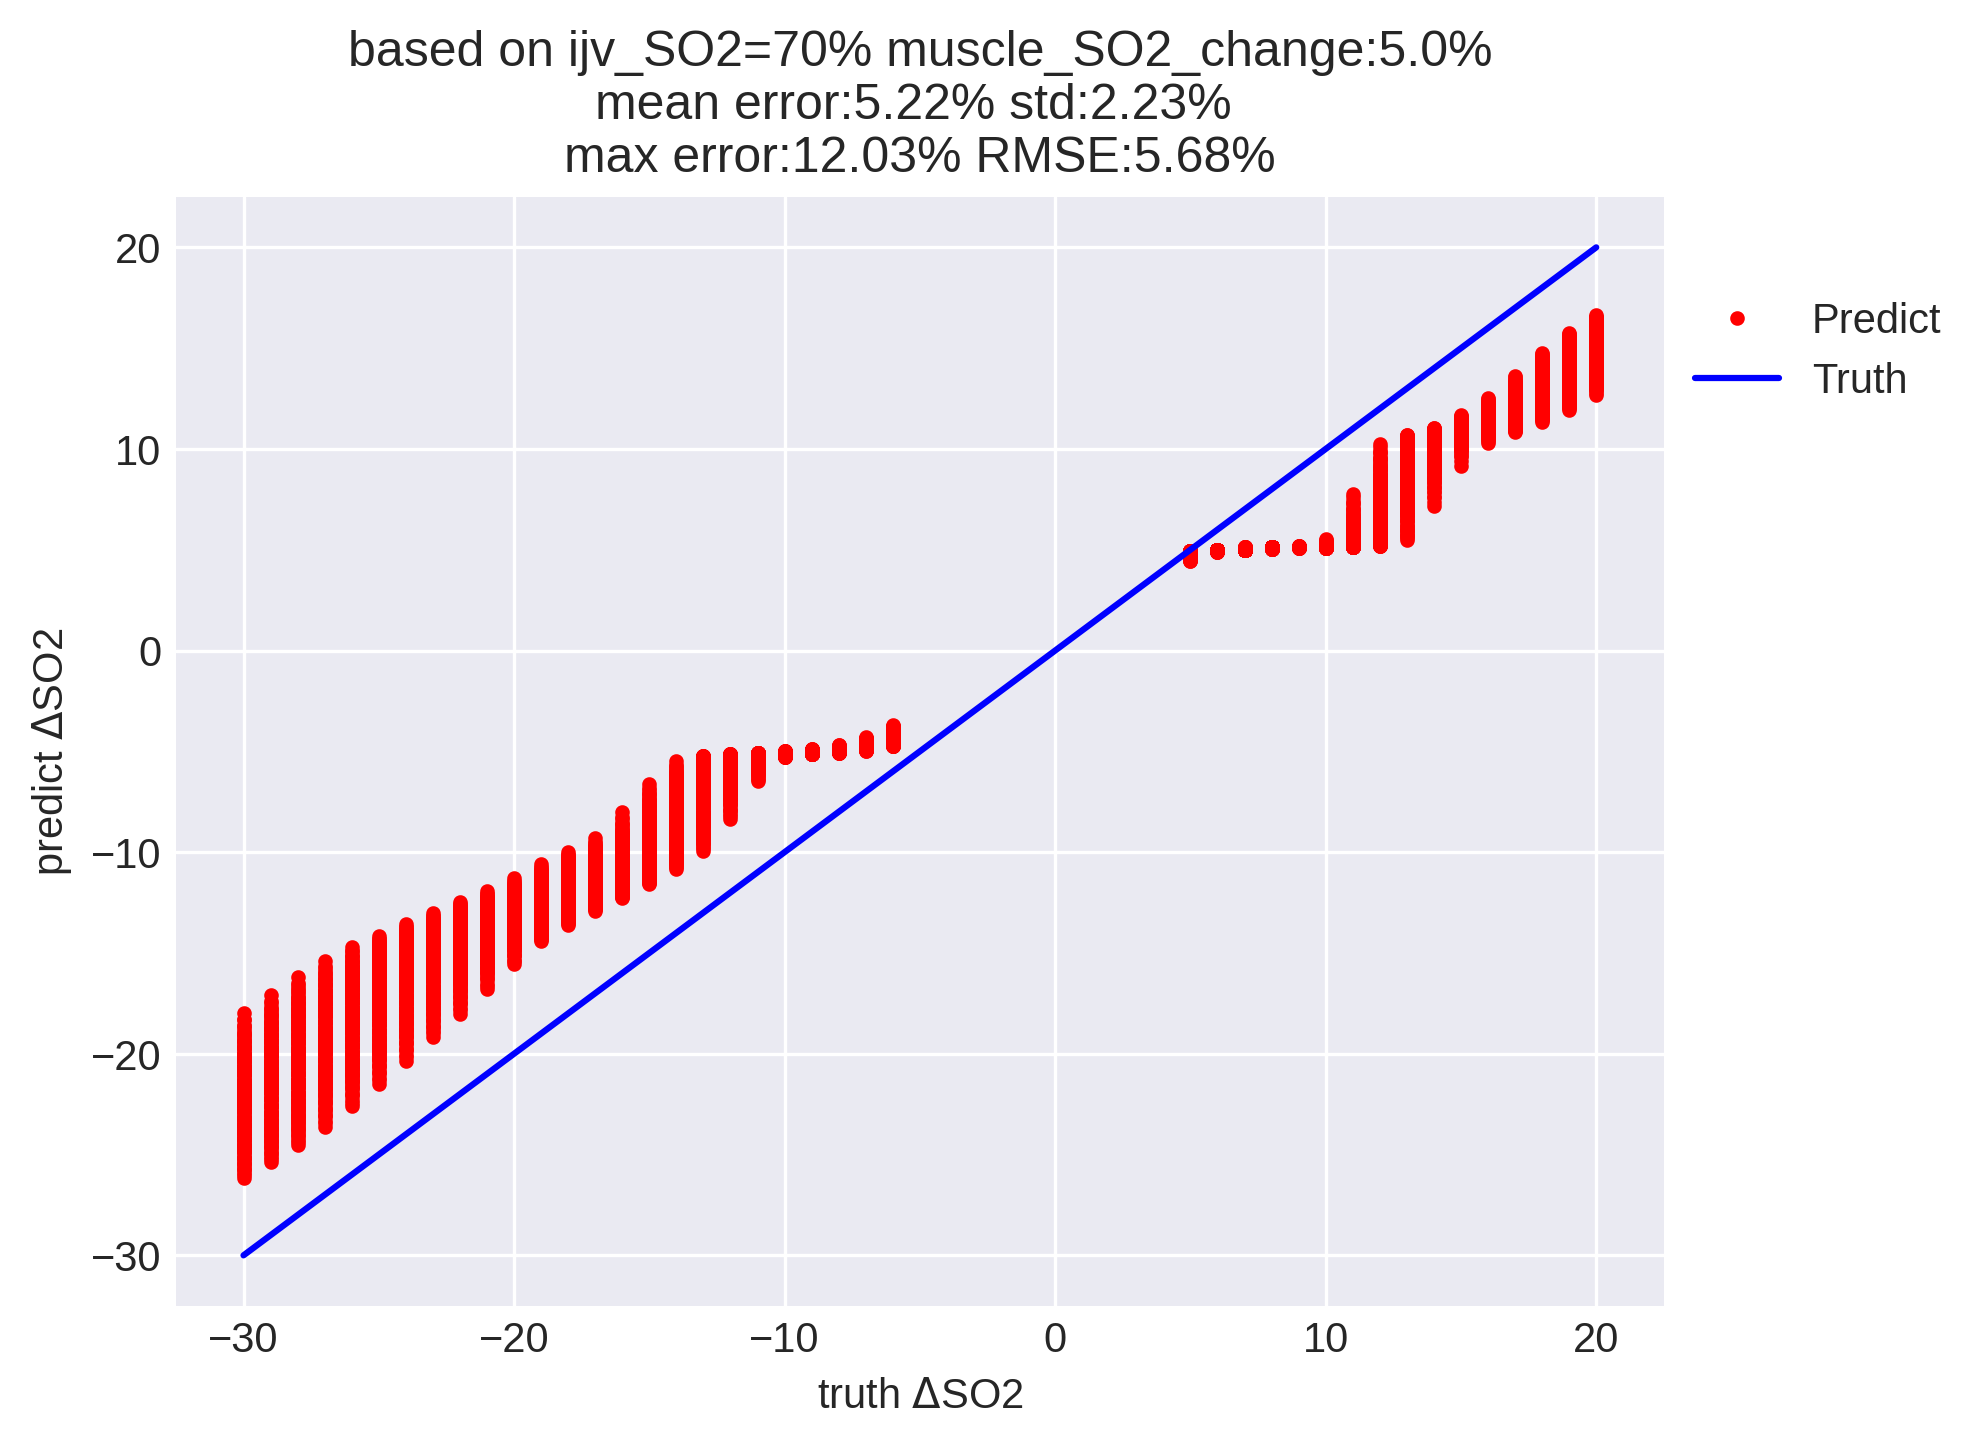 based on ijv_SO2=70% muscle_SO2_change:5.0%
mean error:5.22% std:2.23%
max error:12.03% RMSE:5.68%
20
10
0
−10
−20
−30
predict ΔSO2
−30
−20
−10
0
10
20
truth ΔSO2
Predict
Truth